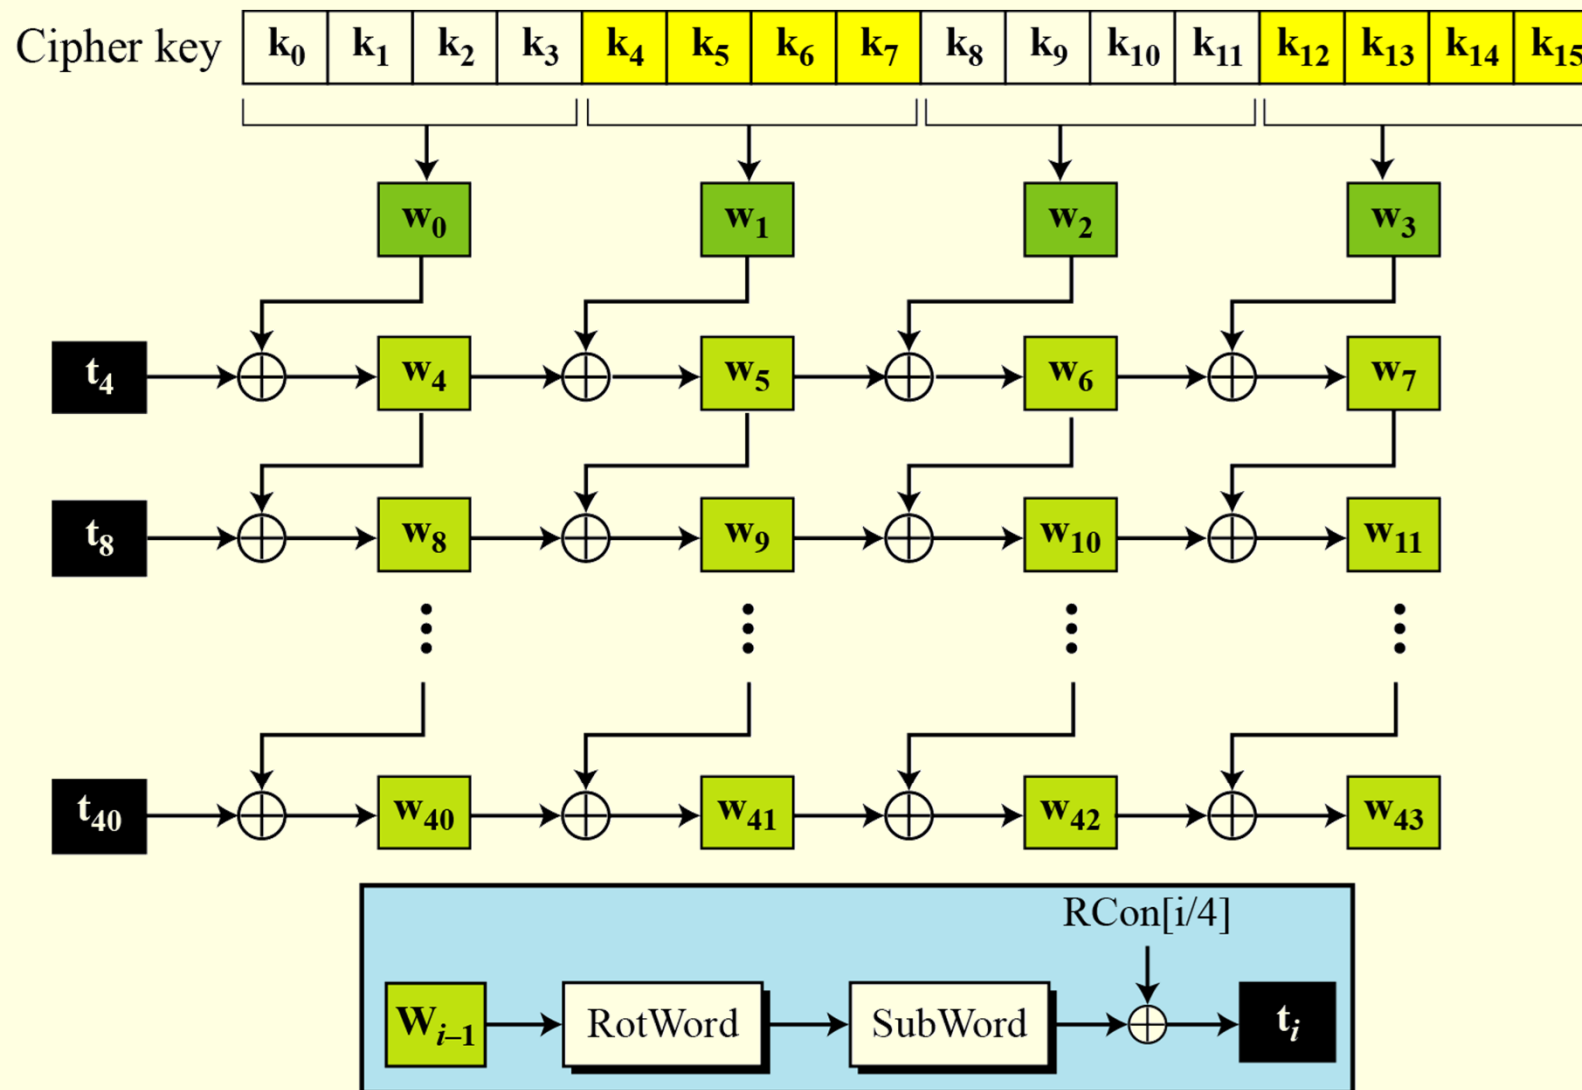 Cipher key k₀ k₁ k₂ k₃ k₄ k₅ k₆ k₇ k₈ k₉ k₁₀ k₁₁ k₁₂ k₁₃ k₁₄ k₁₅
w₀ w₁ w₂ w₃
t₄ w₄ w₅ w₆ w₇
t₈ w₈ w₉ w₁₀ w₁₁
t₄₀ w₄₀ w₄₁ w₄₂ w₄₃
RCon[i/4]
Wᵢ₋₁ RotWord SubWord tᵢ